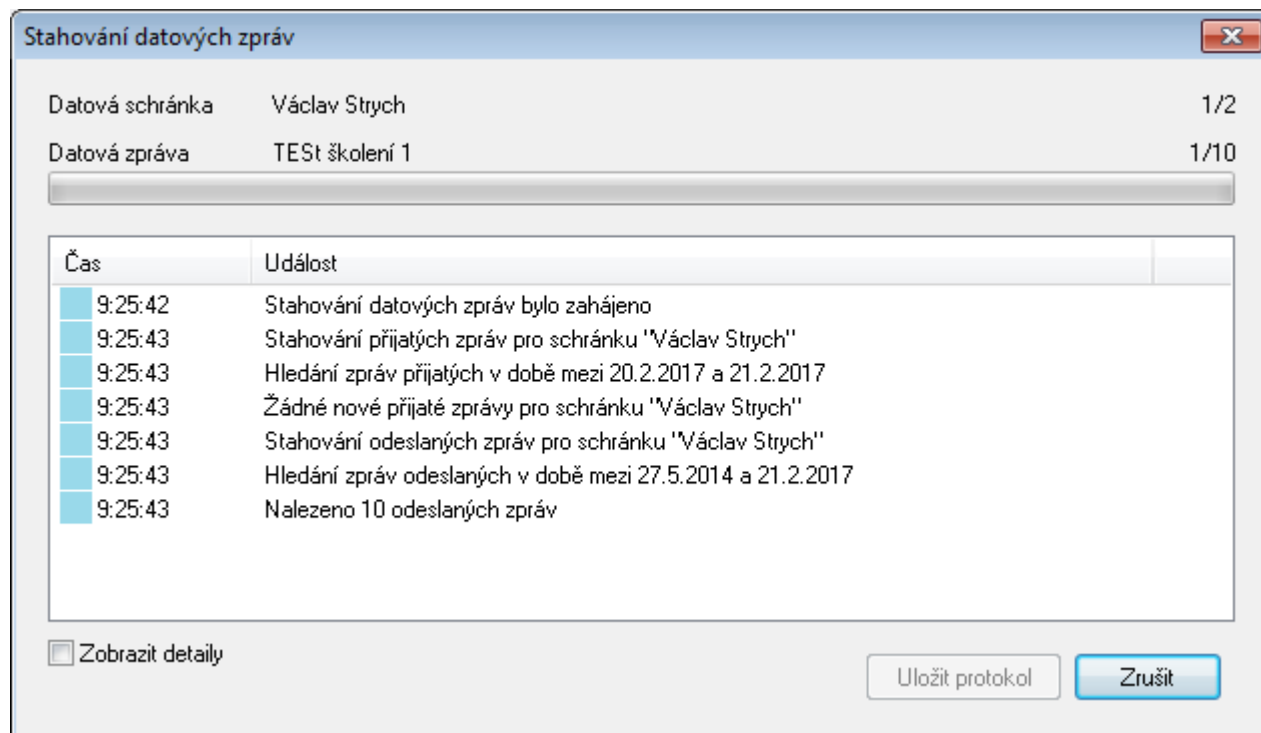 Stahování datových zpráv
Datová schránka Václav Strych 1/2
Datová zpráva TESt školení 1 1/10
Čas Událost
9:25:42 Stahování datových zpráv bylo zahájeno
9:25:43 Stahování přijatých zpráv pro schránku "Václav Strych"
9:25:43 Hledání zpráv přijatých v době mezi 20.2.2017 a 21.2.2017
9:25:43 Žádné nové přijaté zprávy pro schránku "Václav Strych"
9:25:43 Stahování odeslaných zpráv pro schránku "Václav Strych"
9:25:43 Hledání zpráv odeslaných v době mezi 27.5.2014 a 21.2.2017
9:25:43 Nalezeno 10 odeslaných zpráv
Zobrazit detaily
Uložit protokol Zrušit